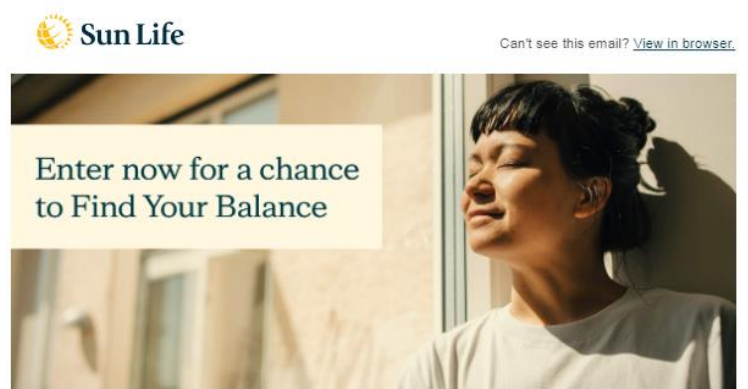 Sun Life
Can't see this email? View in browser.
Enter now for a chance
to Find Your Balance